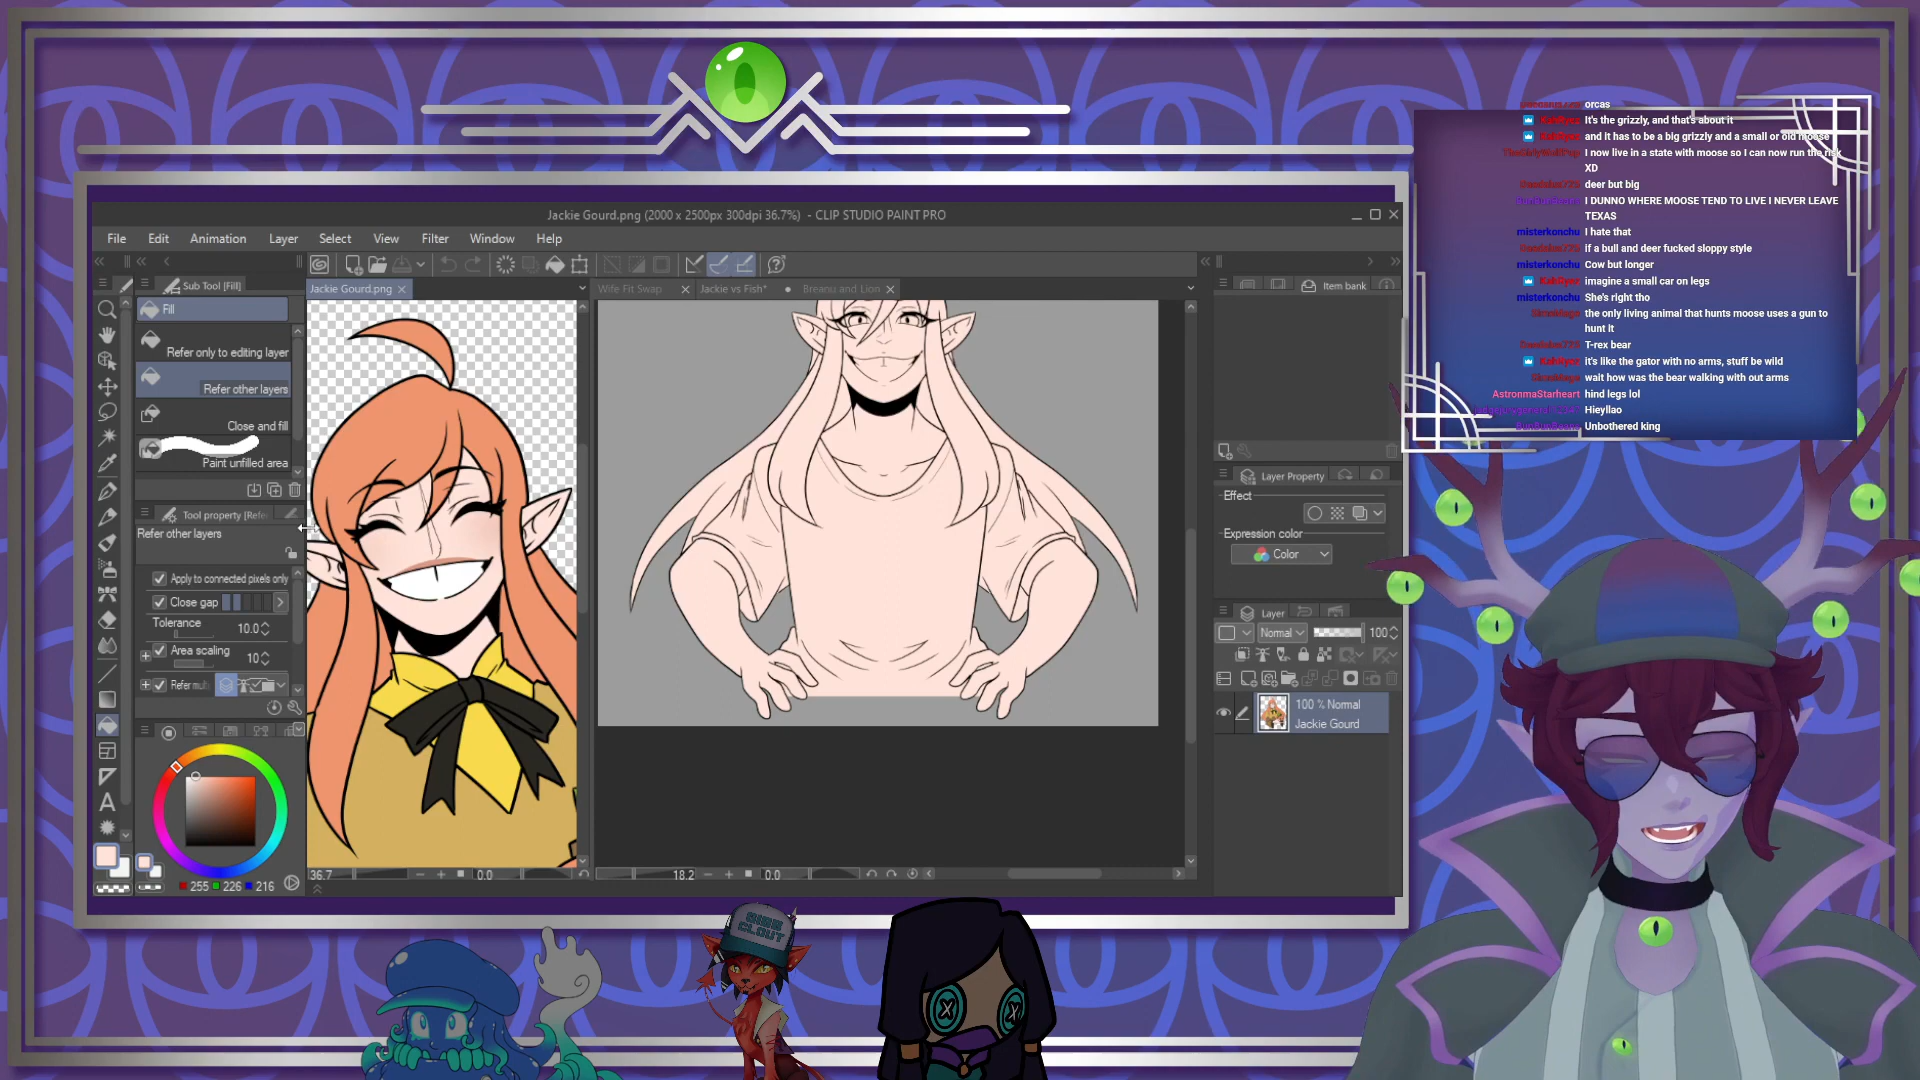 Jackie Gourd.png (2000 x 2500px 300dpi 36.7%) - CLIP STUDIO PAINT PRO
File Edit Animation Layer Select View Filter Window Help
Sub Tool [Fill]
Jackie Gourd.png
Wife Fit Swap
Jackie vs Fish*
Breanu and Lion
Item bank
Fill
Refer only to editing layer
Refer other layers
Close and fill
Paint unfilled area
Tool property [Refe
Refer other layers
Apply to connected pixels only
Close gap
Tolerance
10.0
Area scaling
10
Refer mult
255 226 216
36.7
0.0
18.2
0.0
Layer Property
Effect
Expression color
Color
Layer
Normal
100
100 % Normal
Jackie Gourd
orcas
KabRyez It's the grizzly, and that's about it
KabRyez and it has to be a big grizzly and a small or old moose
I now live in a state with moose so I can now run the risk
XD
deer but big
I DUNNO WHERE MOOSE TEND TO LIVE I NEVER LEAVE
TEXAS
misterkonchu I hate that
if a bull and deer fucked sloppy style
misterkonchu Cow but longer
KabRyez imagine a small car on legs
misterkonchu She's right tho
the only living animal that hunts moose uses a gun to
hunt it
T-rex bear
KabRyez it's like the gator with no arms, stuff be wild
wait how was the bear walking with out arms
AstronmaStarheart hind legs lol
Hieyllao
Unbothered king
CLOUT